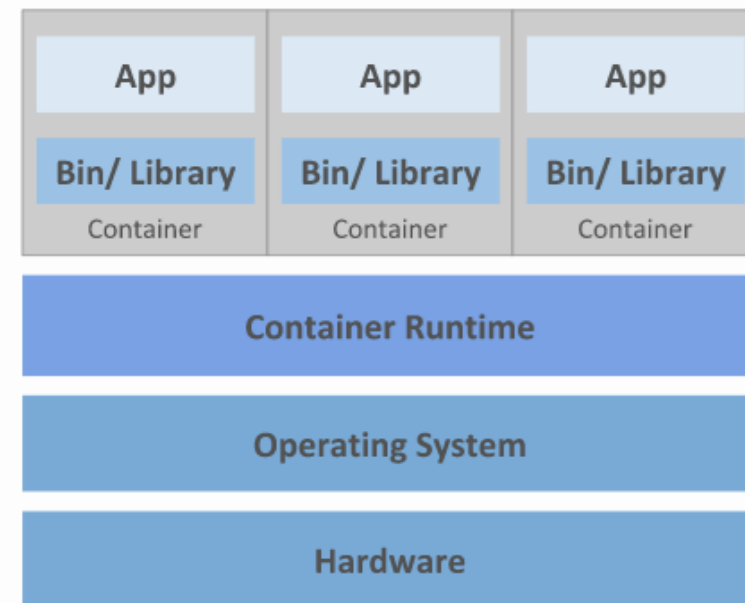 App App App
Bin/ Library Bin/ Library Bin/ Library
Container Container Container
Container Runtime
Operating System
Hardware